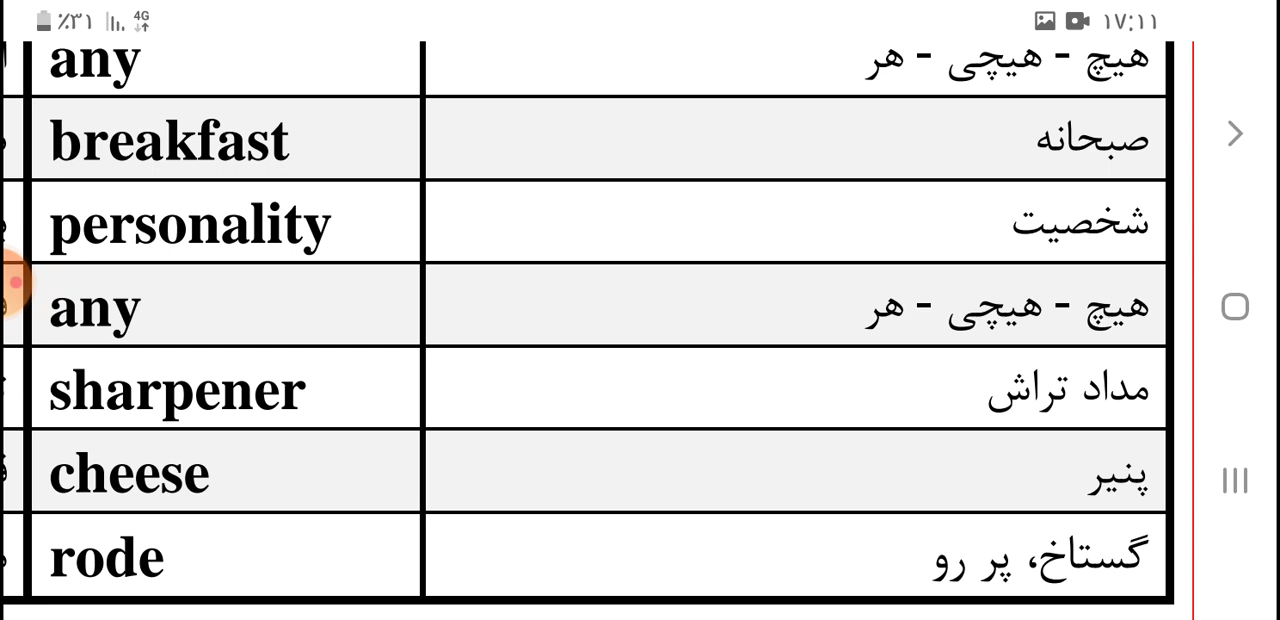 ٪۳۱ 4G ۱۷:۱۱
any هیچ - هیچی - هر
breakfast صبحانه
personality شخصیت
any هیچ - هیچی - هر
sharpener مداد تراش
cheese پنیر
rode گستاخ، پر رو